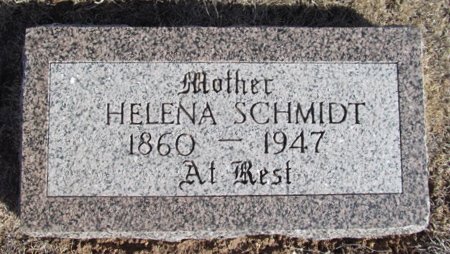 Mother
HELENA SCHMIDT
1860 — 1947
At Rest